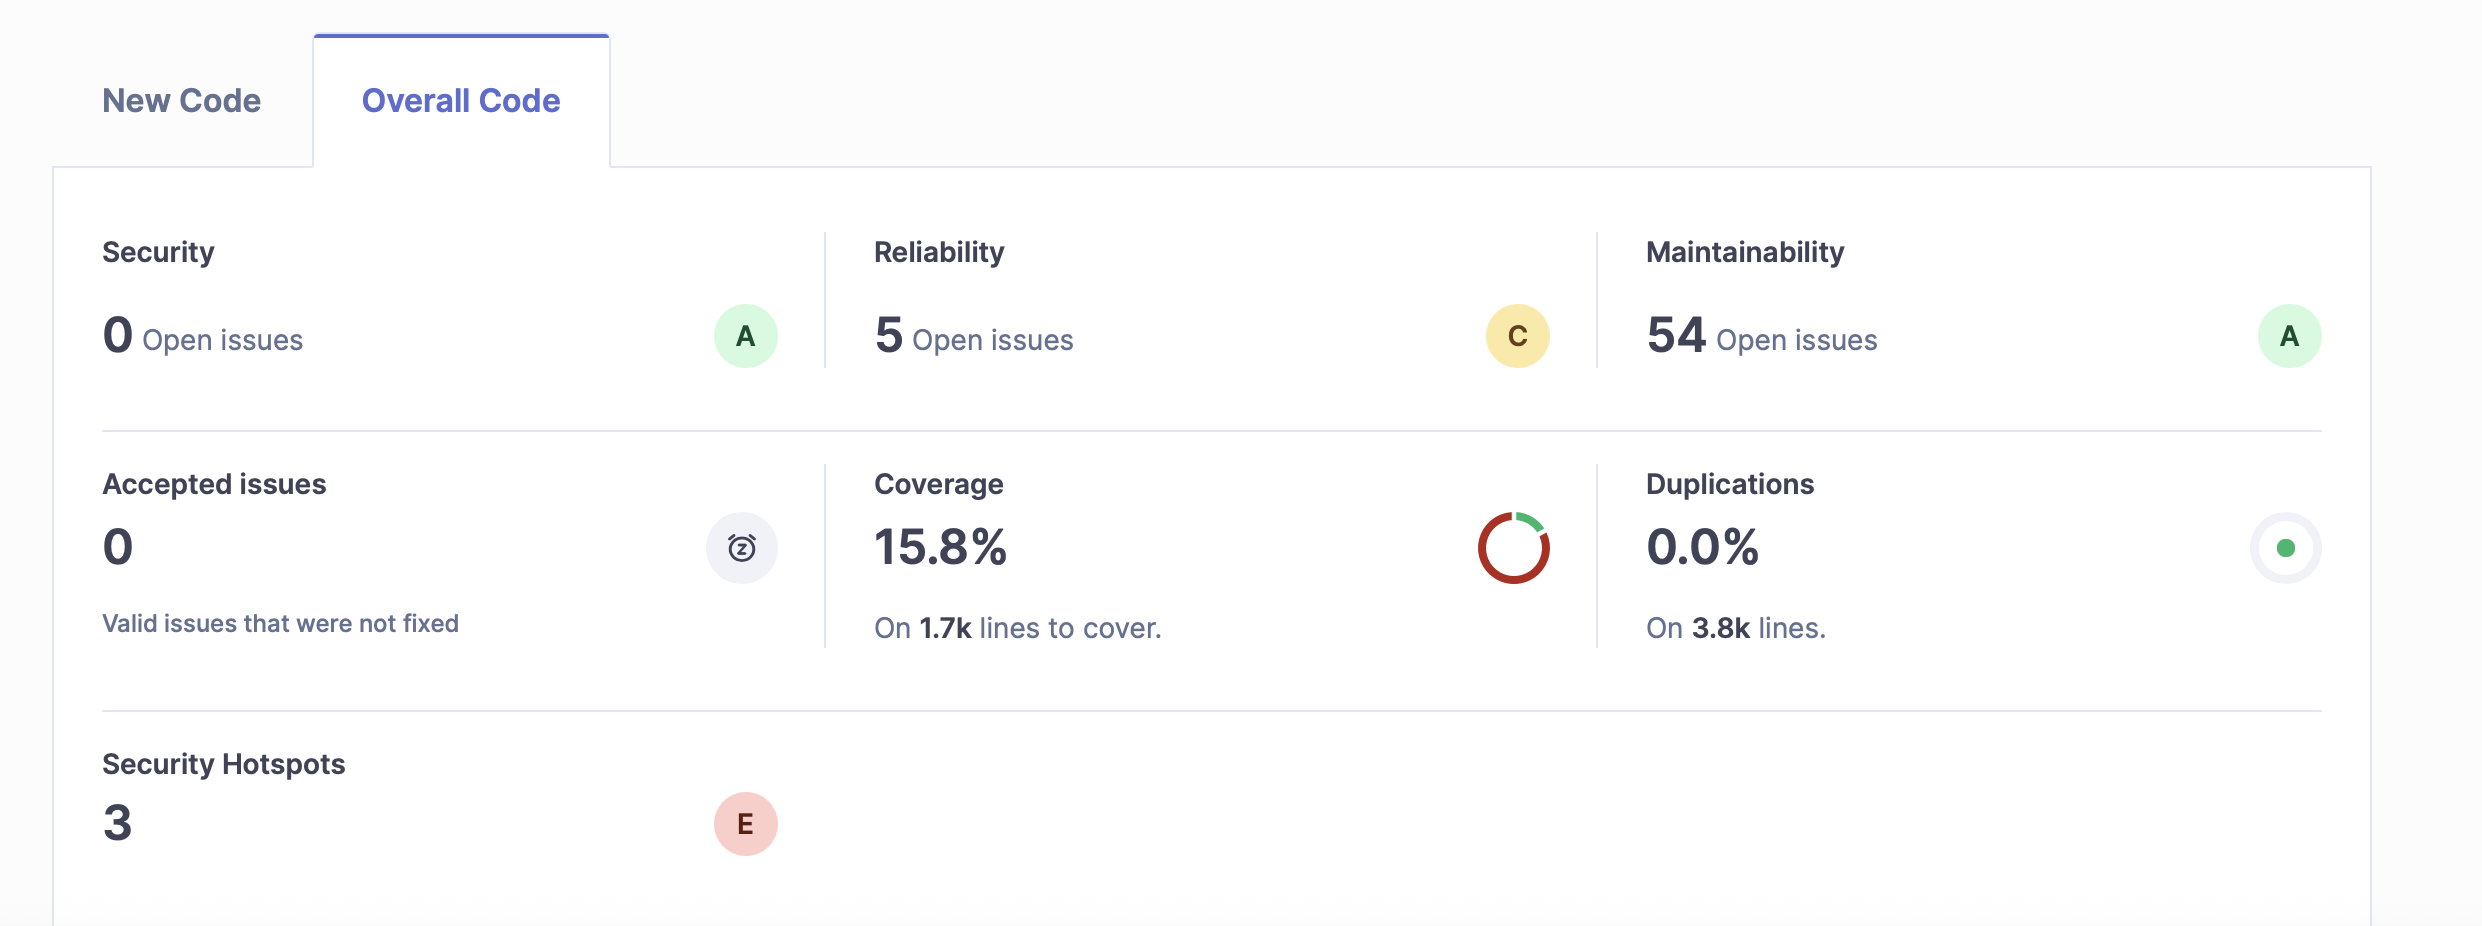 New Code
Overall Code
Security
0 Open issues
A
Reliability
5 Open issues
C
Maintainability
54 Open issues
A
Accepted issues
0
z
Valid issues that were not fixed
Coverage
15.8%
On 1.7k lines to cover.
Duplications
0.0%
On 3.8k lines.
Security Hotspots
3
E